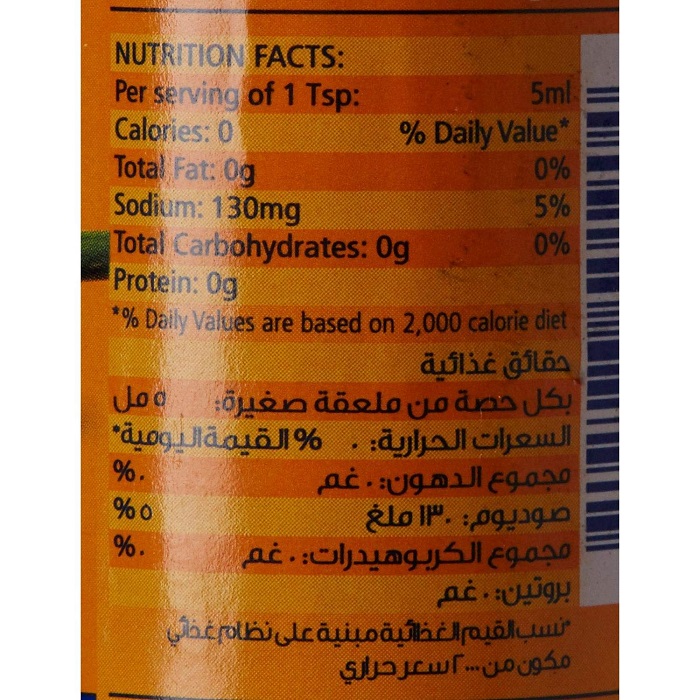 NUTRITION FACTS:
Per serving of 1 Tsp: 5ml
Calories: 0 % Daily Value*
Total Fat: 0g 0%
Sodium: 130mg 5%
Total Carbohydrates: 0g 0%
Protein: 0g
*% Daily Values are based on 2,000 calorie diet
حقائق غذائية
بكل حصة من ملعقة صغيرة: ٥ مل
السعرات الحرارية: ٠ % القيمة اليومية*
مجموع الدهون: ٠ غم ٠%
صوديوم: ١٣٠ ملغ ٥%
مجموع الكربوهيدرات: ٠ غم ٠%
بروتين: ٠ غم
*نسب القيم الغذائية مبنية على نظام غذائي
مكون من ٢٠٠٠ سعر حراري